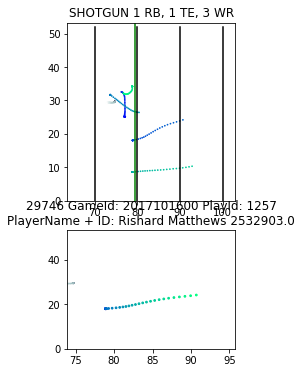 SHOTGUN 1 RB, 1 TE, 3 WR
50
40
30
20
10
0
70 80 90 100
29746 GameId: 2017101600 PlayId: 1257
PlayerName + ID: Rishard Matthews 2532903.0
40
20
0
75 80 85 90 95